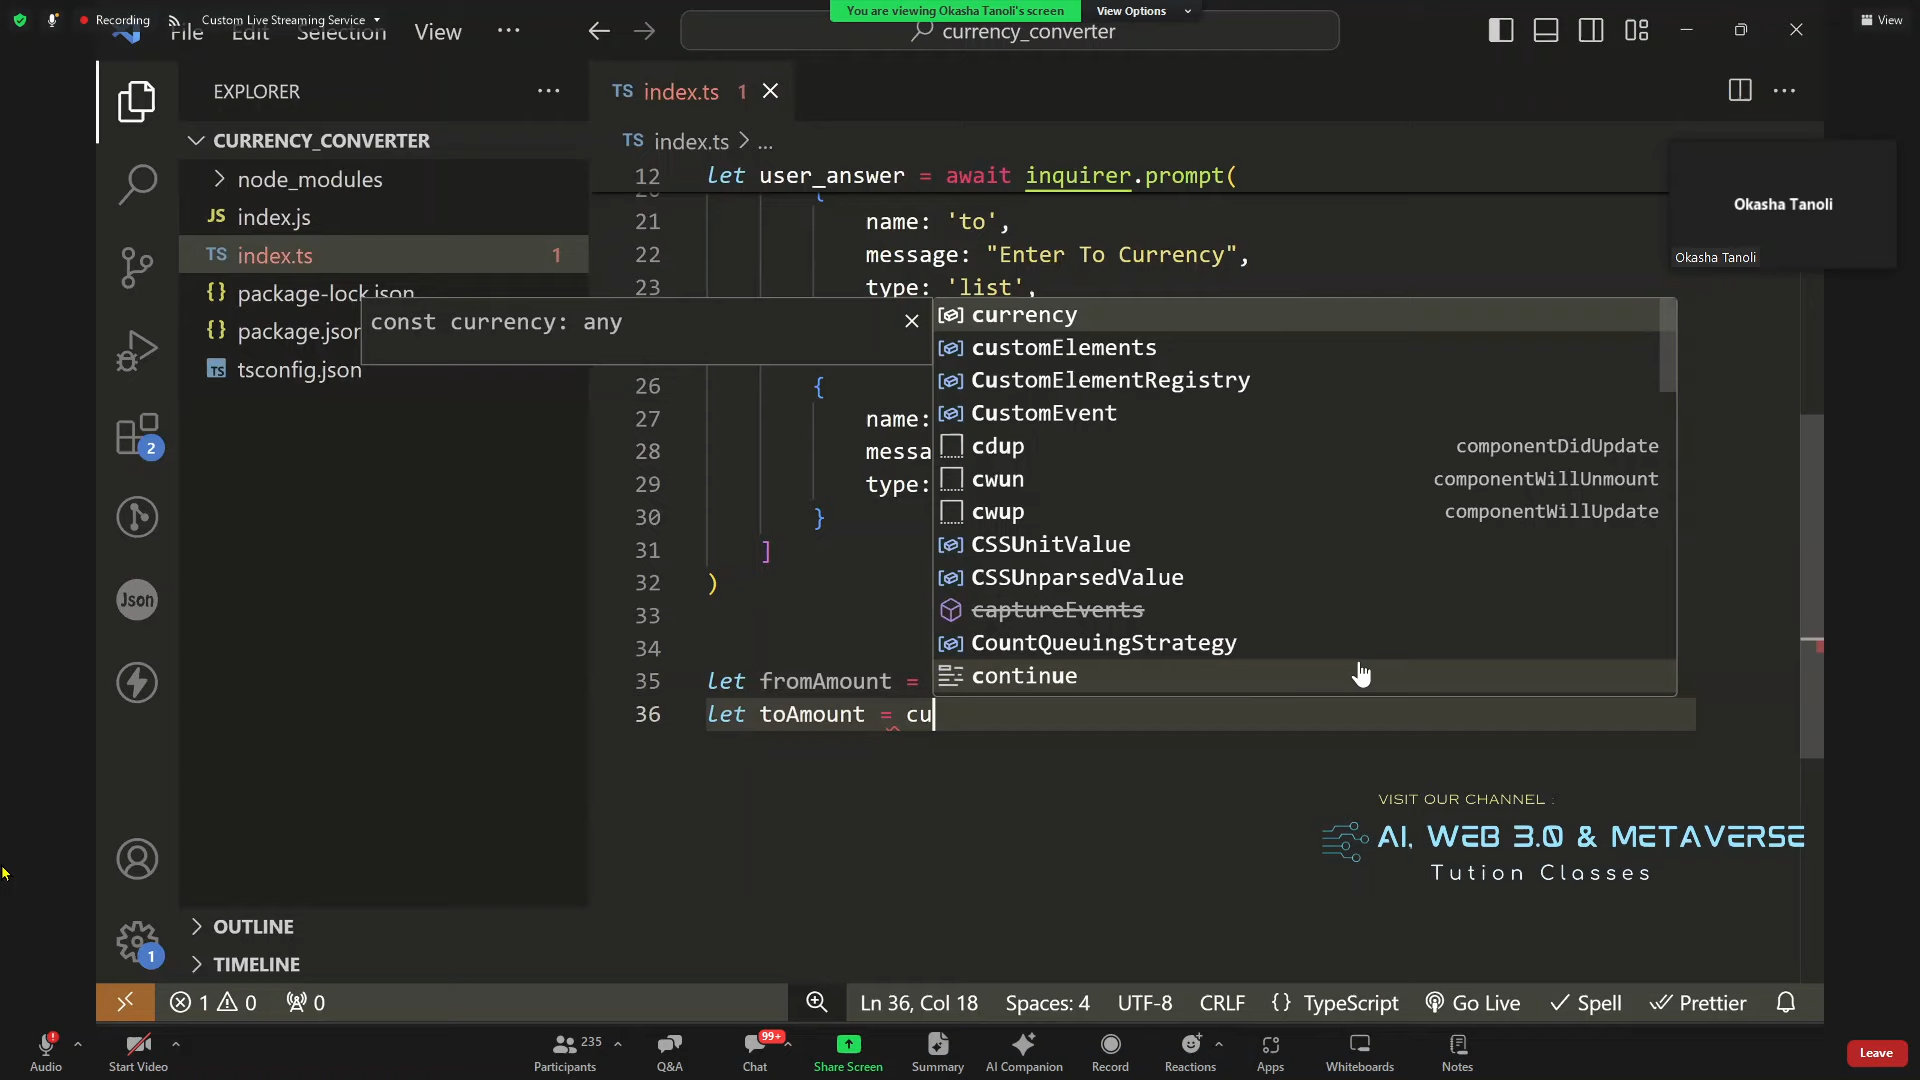 Recording
Custom Live Streaming Service
You are viewing Okasha Tanoli's screen
View Options
View
File Edit Selection View ...
currency_converter
EXPLORER
TS index.ts 1
CURRENCY_CONVERTER
TS index.ts > ...
node_modules
JS index.js
TS index.ts 1
{} package-lock.json
{} package.json
TS tsconfig.json
Okasha Tanoli
Okasha Tanoli
12 let user_answer = await inquirer.prompt(
20 {
21 name: 'to',
22 message: "Enter To Currency",
23 type: 'list',
const currency: any
currency
customElements
CustomElementRegistry
CustomEvent
cdup componentDidUpdate
cwun componentWillUnmount
cwup componentWillUpdate
CSSUnitValue
CSSUnparsedValue
captureEvents
CountQueuingStrategy
continue
26 {
27 name:
28 messa
29 type:
30 }
31 ]
32 )
33
34
35 let fromAmount =
36 let toAmount = cu
VISIT OUR CHANNEL :
AI, WEB 3.0 & METAVERSE
Tution Classes
Json
2
1
OUTLINE
TIMELINE
1 0 0
Ln 36, Col 18 Spaces: 4 UTF-8 CRLF {} TypeScript Go Live Spell Prettier
Audio
Start Video
Participants 235
Q&A
Chat 99+
Share Screen
Summary
AI Companion
Record
Reactions
Apps
Whiteboards
Notes
Leave